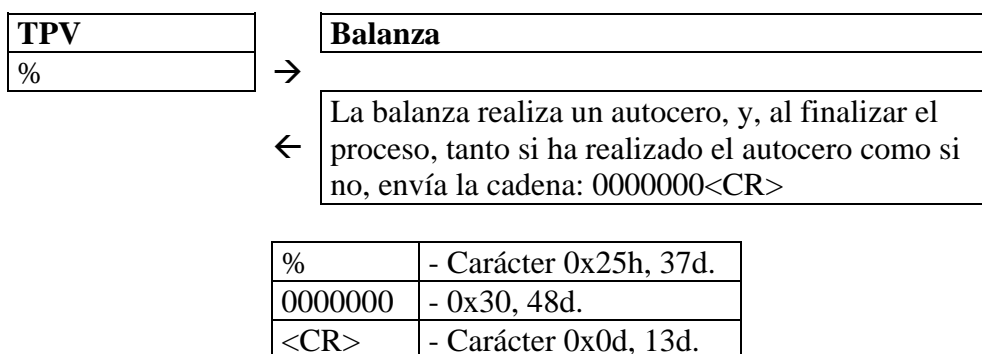 TPV Balanza
% →
La balanza realiza un autocero, y, al finalizar el
← proceso, tanto si ha realizado el autocero como si
no, envía la cadena: 0000000<CR>
% - Carácter 0x25h, 37d.
0000000 - 0x30, 48d.
<CR> - Carácter 0x0d, 13d.